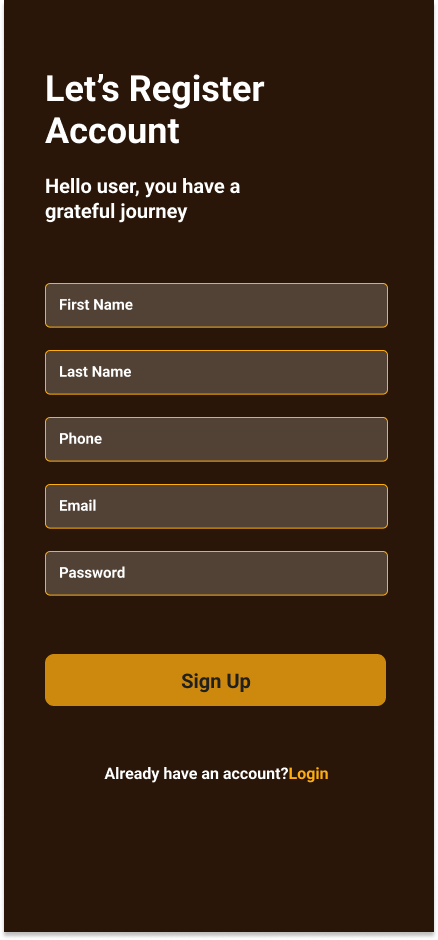 Let’s Register
Account
Hello user, you have a
grateful journey
First Name
Last Name
Phone
Email
Password
Sign Up
Already have an account?Login